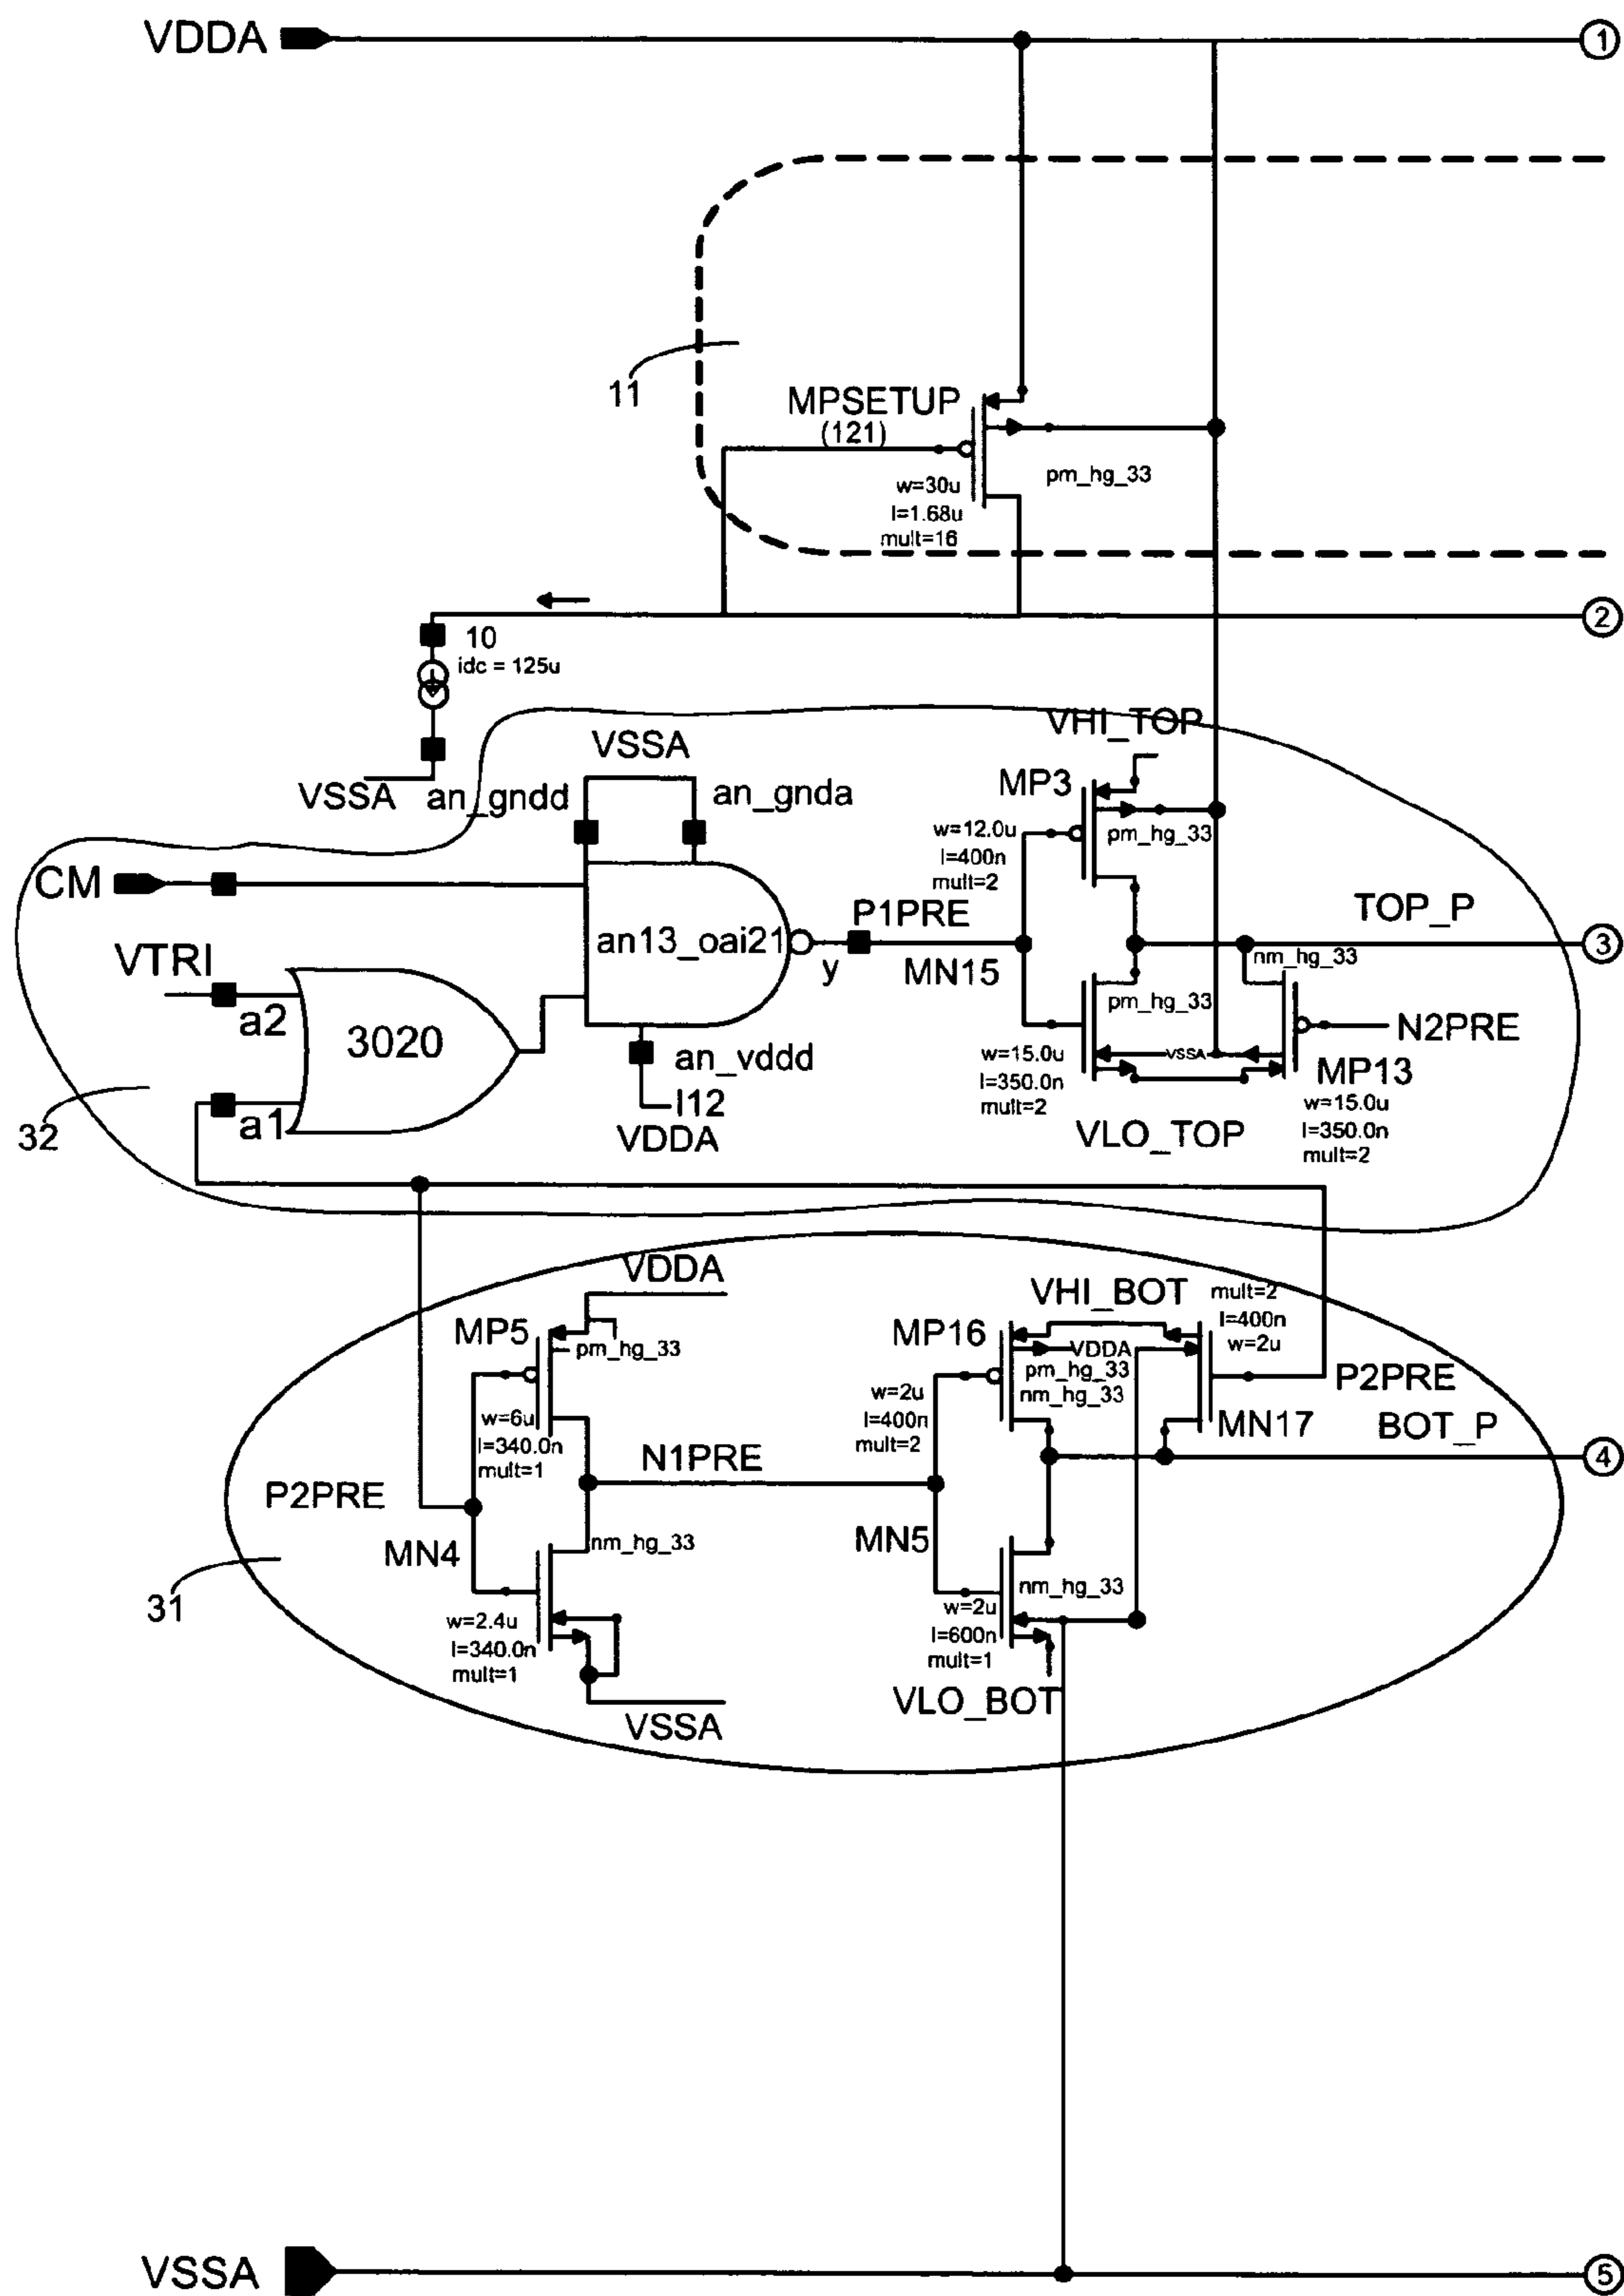 VDDA
1
11
MPSETUP
(121)
w=30u
l=1.68u
mult=16
pm_hg_33
2
10
idc = 125u
VSSA
VSSA
an_gndd
an_gnda
VHI_TOP
MP3
w=12.0u
l=400n
mult=2
pm_hg_33
CM
an13_oai21
P1PRE
y
MN15
TOP_P
3
nm_hg_33
pm_hg_33
VTRI
a2
3020
a1
an_vddd
I12
VDDA
w=15.0u
l=350.0n
mult=2
VSSA
N2PRE
MP13
w=15.0u
l=350.0n
mult=2
VLO_TOP
32
VDDA
MP5
pm_hg_33
w=6u
l=340.0n
mult=1
VHI_BOT
mult=2
l=400n
w=2u
MP16
VDDA
pm_hg_33
nm_hg_33
w=2u
l=400n
mult=2
P2PRE
MN17
BOT_P
4
N1PRE
P2PRE
MN4
nm_hg_33
MN5
nm_hg_33
31
w=2.4u
l=340.0n
mult=1
w=2u
l=600n
mult=1
VLO_BOT
VSSA
VSSA
5